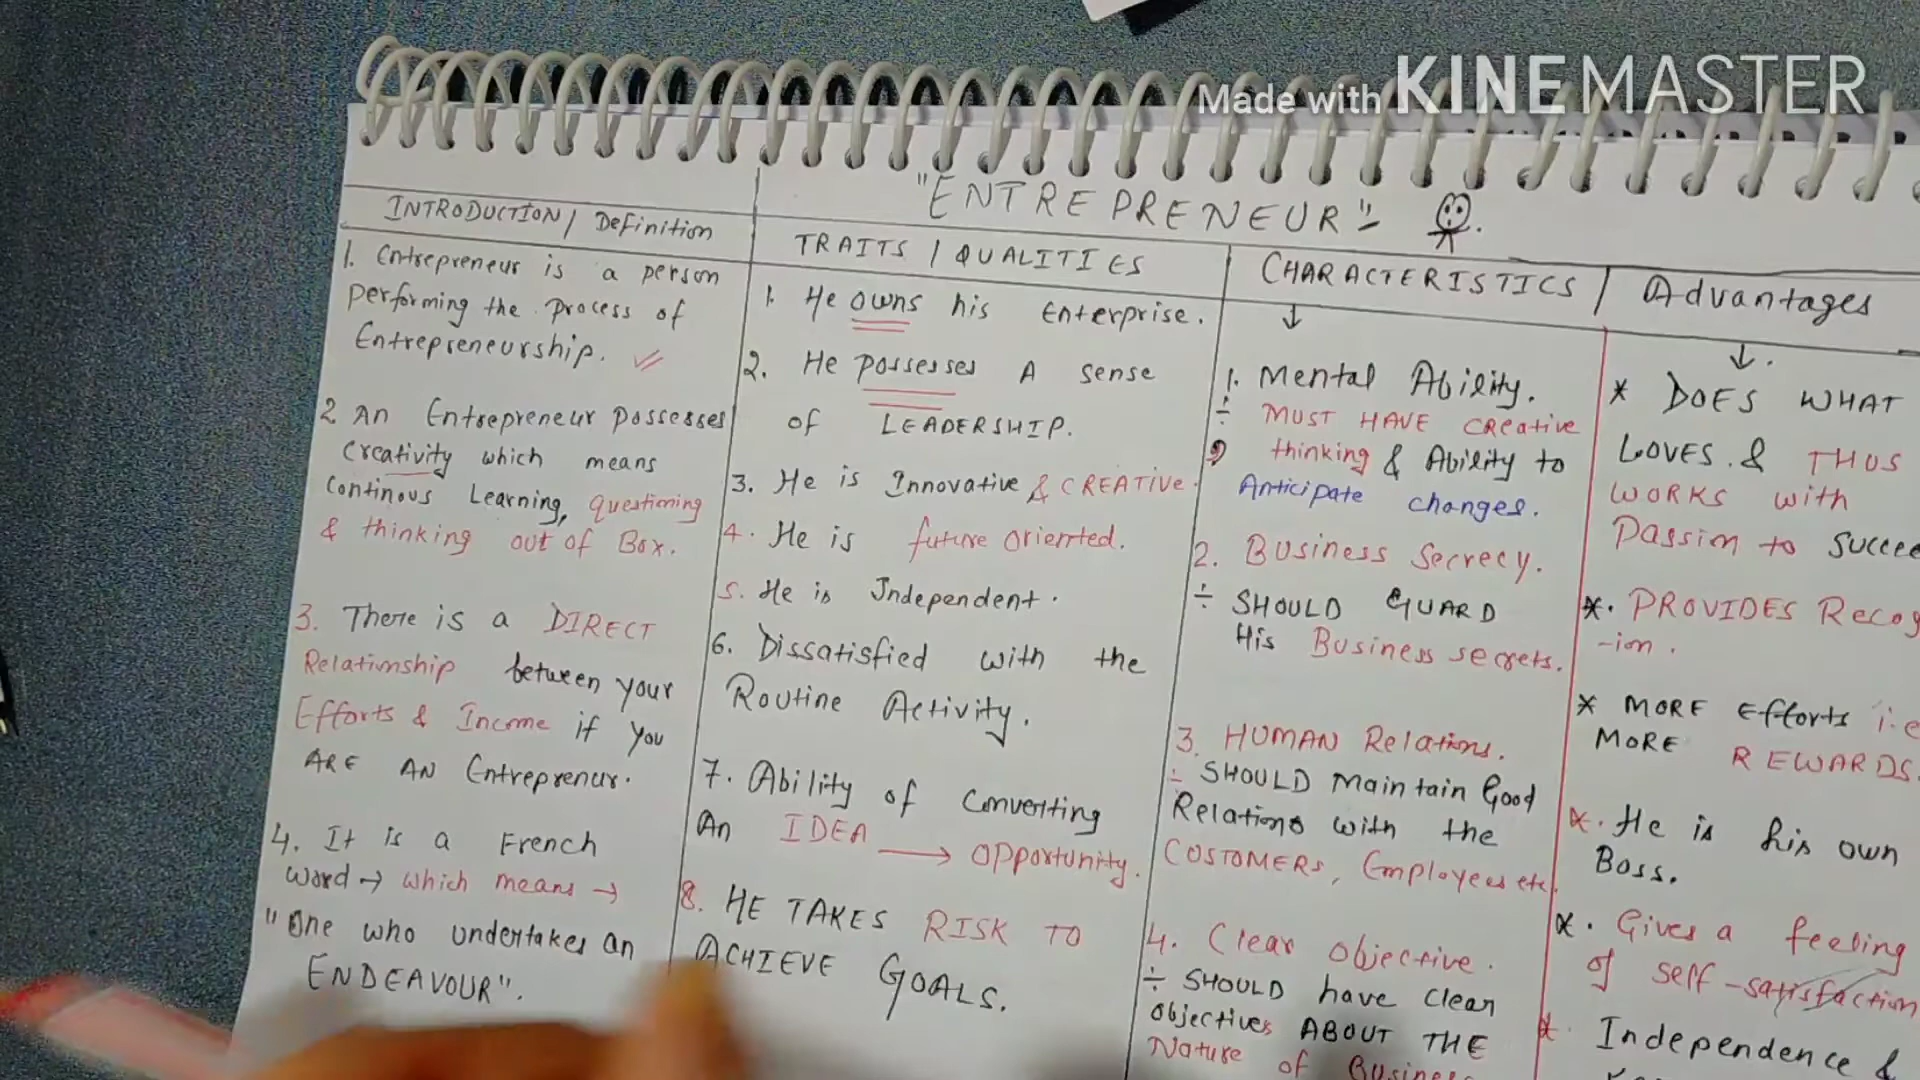 Made with KINEMASTER
"ENTREPRENEUR"
INTRODUCTION / Definition
1. Entrepreneur is a person
performing the process of
Entrepreneurship.
2 An Entrepreneur possesses
Creativity which means
continous Learning, questioning
& thinking out of Box.
3. There is a DIRECT
Relationship between your
Efforts & Income if you
ARE AN Entreprenur.
4. It is a French
word → which means →
"One who undertakes an
ENDEAVOUR".
TRAITS / QUALITIES
1. He owns his Enterprise.
2. He possesses A sense
of LEADERSHIP.
3. He is Innovative & CREATIVE.
4. He is future oriented.
5. He is Independent.
6. Dissatisfied with the
Routine Activity.
7. Ability of converting
An IDEA → opportunity.
8. HE TAKES RISK TO
ACHIEVE GOALS.
CHARACTERISTICS
↓
1. Mental Ability.
÷ MUST HAVE creative
thinking & Ability to
Anticipate changes.
2. Business Secrecy.
÷ SHOULD GUARD
His Business secrets.
3. HUMAN Relations.
÷ SHOULD Maintain Good
Relations with the
COSTOMERS, Employees etc.
4. Clear objective.
÷ SHOULD have clear
objectives ABOUT THE
Nature of Business
Advantages
↓
* DOES WHAT
LOVES. & THUS
WORKS with
Passion to
*. PROVIDES
-ion.
* MORE Efforts i.e
MORE REWARDS.
*. He is his own
Boss.
*. Gives a feeling
of self-satisfaction
* Independence &